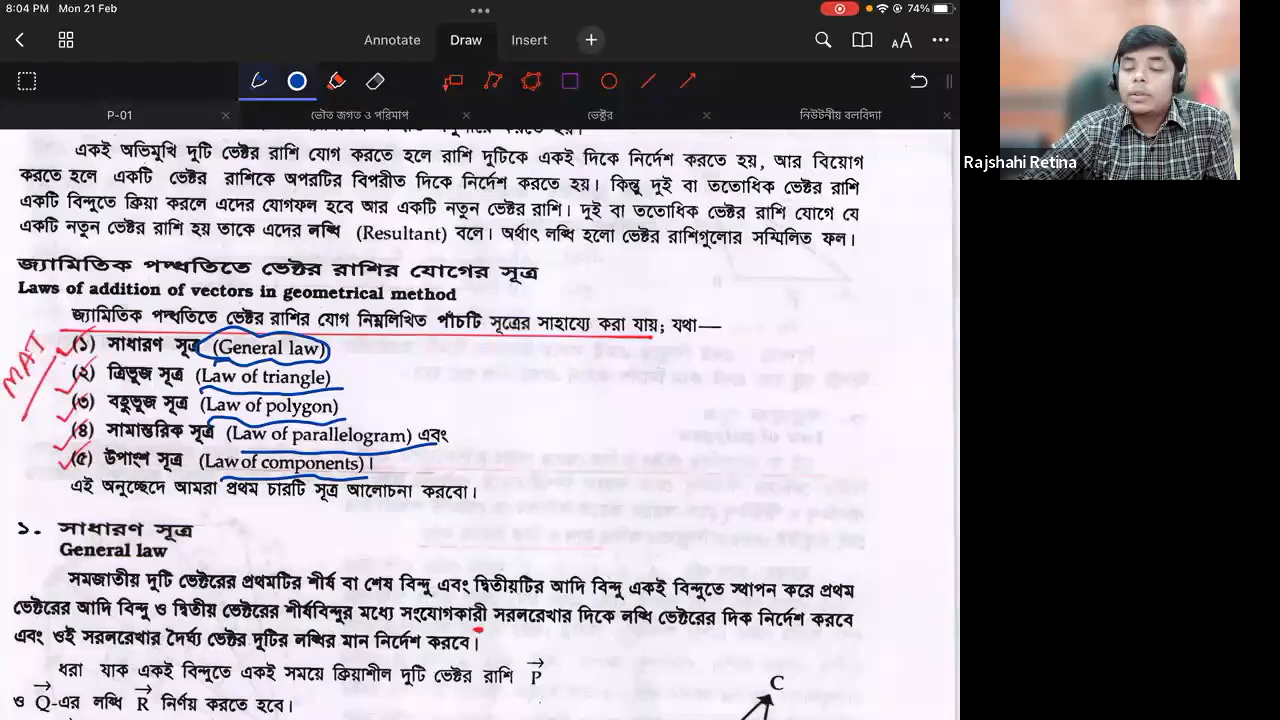 8:04 PM Mon 21 Feb
74%
Annotate Draw Insert
P-01
ভৌত জগত ও পরিমাপ
ভেক্টর
নিউটনীয় বলবিদ্যা
Rajshahi Retina
একই অভিমুখি দুটি ভেক্টর রাশি যোগ করতে হলে রাশি দুটিকে একই দিকে নির্দেশ করতে হয়, আর বিয়োগ
করতে হলে একটি ভেক্টর রাশিকে অপরটির বিপরীত দিকে নির্দেশ করতে হয়। কিন্তু দুই বা ততোধিক ভেক্টর রাশি
একটি বিন্দুতে ক্রিয়া করলে এদের যোগফল হবে আর একটি নতুন ভেক্টর রাশি। দুই বা ততোধিক ভেক্টর রাশি যোগে যে
একটি নতুন ভেক্টর রাশি হয় তাকে এদের লব্ধি (Resultant) বলে। অর্থাৎ লব্ধি হলো ভেক্টর রাশিগুলোর সম্মিলিত ফল।
জ্যামিতিক পদ্ধতিতে ভেক্টর রাশির যোগের সূত্র
Laws of addition of vectors in geometrical method
জ্যামিতিক পদ্ধতিতে ভেক্টর রাশির যোগ নিম্নলিখিত পাঁচটি সূত্রের সাহায্যে করা যায়; যথা—
MAT
(১) সাধারণ সূত্র (General law)
(২) ত্রিভুজ সূত্র (Law of triangle)
(৩) বহুভুজ সূত্র (Law of polygon)
(৪) সামান্তরিক সূত্র (Law of parallelogram) এবং
(৫) উপাংশ সূত্র (Law of components)।
এই অনুচ্ছেদে আমরা প্রথম চারটি সূত্র আলোচনা করবো।
১. সাধারণ সূত্র
General law
সমজাতীয় দুটি ভেক্টরের প্রথমটির শীর্ষ বা শেষ বিন্দু এবং দ্বিতীয়টির আদি বিন্দু একই বিন্দুতে স্থাপন করে প্রথম
ভেক্টরের আদি বিন্দু ও দ্বিতীয় ভেক্টরের শীর্ষবিন্দুর মধ্যে সংযোগকারী সরলরেখার দিকে লব্ধি ভেক্টরের দিক নির্দেশ করবে
এবং ওই সরলরেখার দৈর্ঘ্য ভেক্টর দুটির লব্ধির মান নির্দেশ করবে।
ধরা যাক একই বিন্দুতে একই সময়ে ক্রিয়াশীল দুটি ভেক্টর রাশি P⃗
ও Q⃗-এর লব্ধি R⃗ নির্ণয় করতে হবে।
C